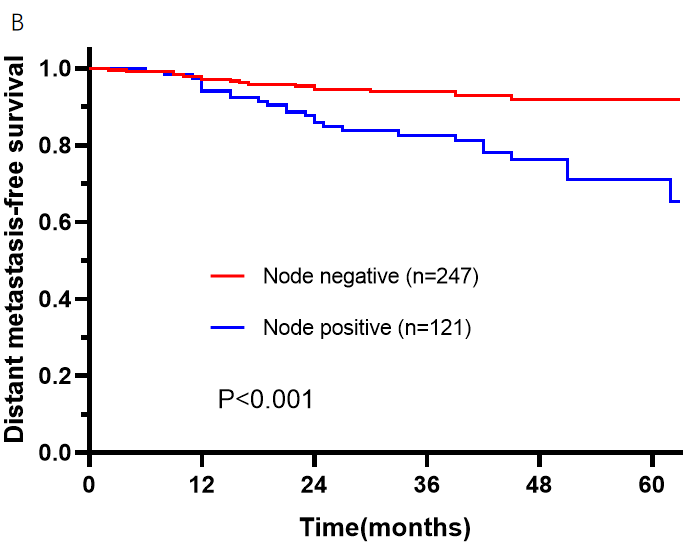 B
Distant metastasis-free survival
1.0
0.8
0.6
0.4
0.2
0.0
Node negative (n=247)
Node positive (n=121)
P<0.001
0 12 24 36 48 60
Time(months)